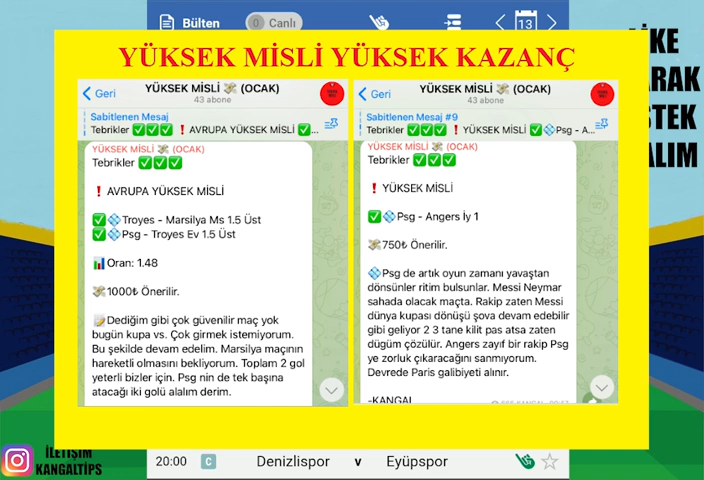 Bülten
0 Canlı
13
YÜKSEK MİSLİ YÜKSEK KAZANÇ
Geri
YÜKSEK MİSLİ 💸 (OCAK)
43 abone
Sabitlenen Mesaj
Tebrikler ✅✅✅ ❗ AVRUPA YÜKSEK MİSLİ ✅...
YÜKSEK MİSLİ 💸 (OCAK)
Tebrikler ✅✅✅
❗ AVRUPA YÜKSEK MİSLİ
✅💠Troyes - Marsilya Ms 1.5 Üst
✅💠Psg - Troyes Ev 1.5 Üst
📊Oran: 1.48
💸1000₺ Önerilir.
📝Dediğim gibi çok güvenilir maç yok
bugün kupa vs. Çok girmek istemiyorum.
Bu şekilde devam edelim. Marsilya maçının
hareketli olmasını bekliyorum. Toplam 2 gol
yeterli bizler için. Psg nin de tek başına
atacağı iki golü alalım derim.
Geri
YÜKSEK MİSLİ 💸 (OCAK)
43 abone
Sabitlenen Mesaj #9
Tebrikler ✅✅✅ ❗ YÜKSEK MİSLİ ✅💠Psg - A...
YÜKSEK MİSLİ 💸 (OCAK)
Tebrikler ✅✅✅
❗ YÜKSEK MİSLİ
✅💠Psg - Angers İy 1
💸750₺ Önerilir.
💠Psg de artık oyun zamanı yavaştan
dönsünler ritim bulsunlar. Messi Neymar
sahada olacak maçta. Rakip zaten Messi
dünya kupası dönüşü şova devam edebilir
gibi geliyor 2 3 tane kilit pas atsa zaten
düğüm çözülür. Angers zayıf bir rakip Psg
ye zorluk çıkaracağını sanmıyorum.
Devrede Paris galibiyeti alınır.
-KANGAL
İLETİŞİM
KANGALTİPS
20:00 C Denizlispor v Eyüpspor